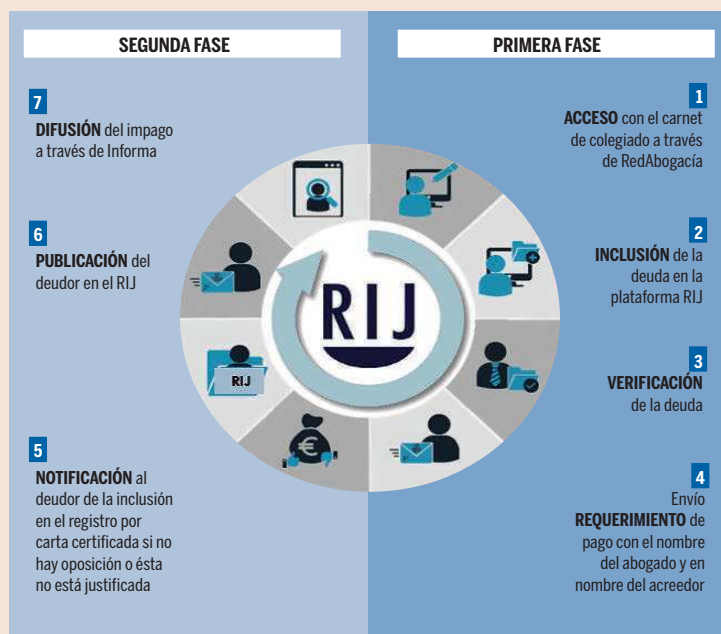 SEGUNDA FASE
PRIMERA FASE
1
ACCESO con el carnet
de colegiado a través
de RedAbogacía
2
INCLUSIÓN de la
deuda en la
plataforma RIJ
3
VERIFICACIÓN
de la deuda
4
Envío
REQUERIMIENTO de
pago con el nombre
del abogado y en
nombre del acreedor
5
NOTIFICACIÓN al
deudor de la inclusión
en el registro por
carta certificada si no
hay oposición o ésta
no está justificada
6
PUBLICACIÓN del
deudor en el RIJ
7
DIFUSIÓN del impago
a través de Informa
RIJ
RIJ
€